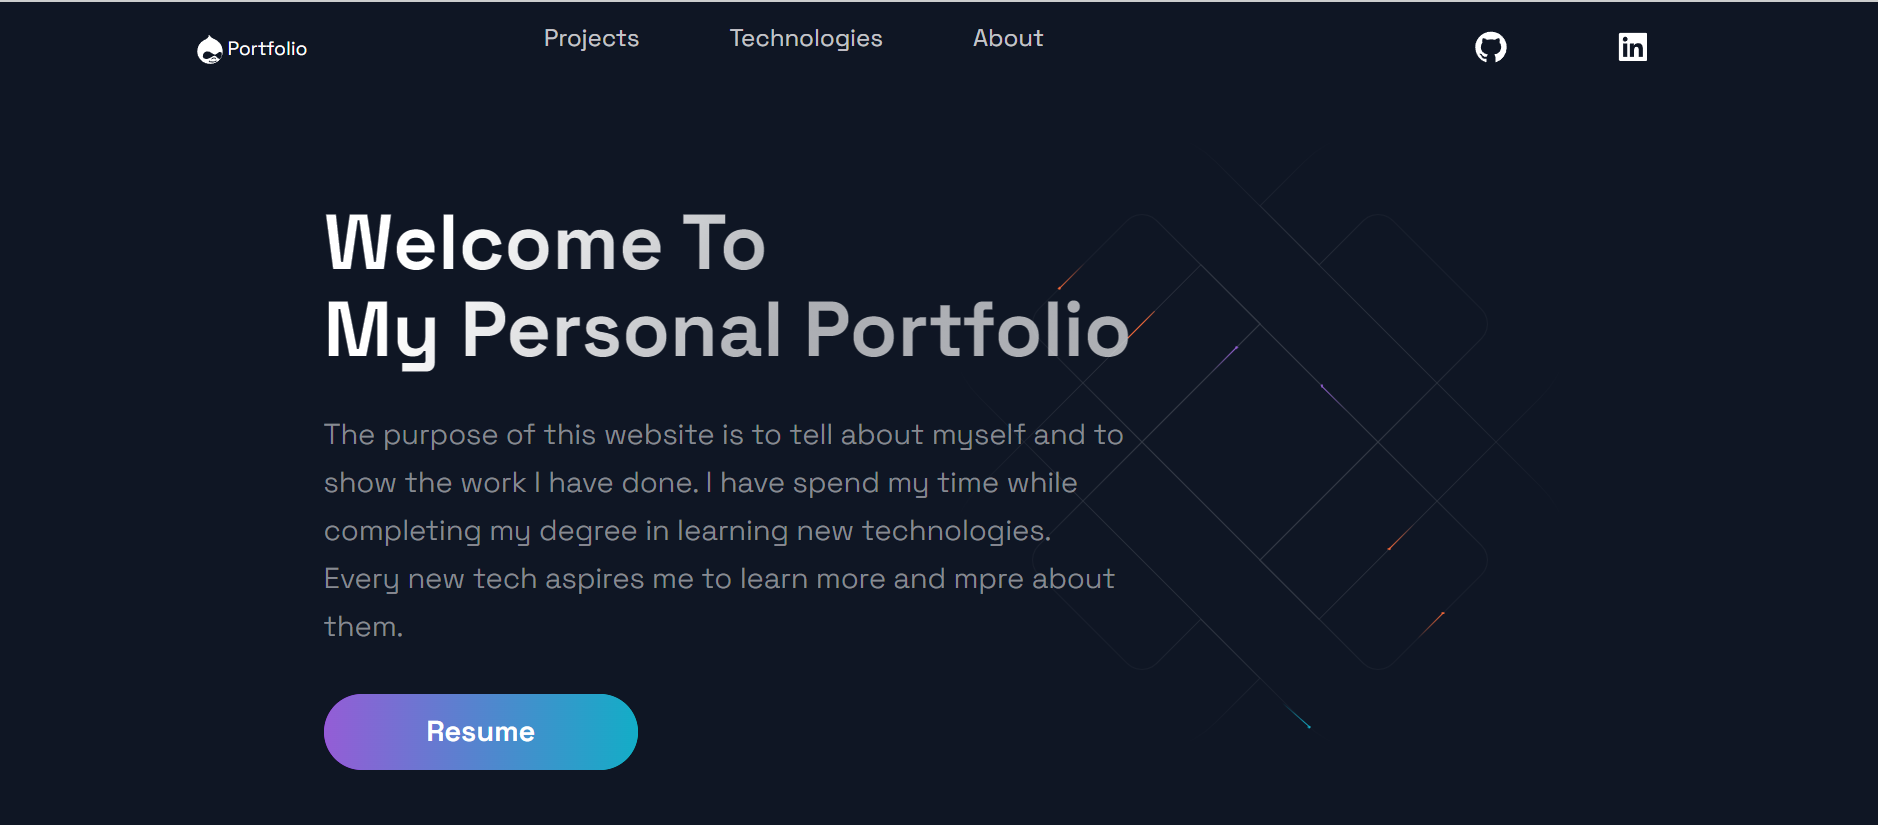 Portfolio
Projects
Technologies
About
Welcome To
My Personal Portfolio
The purpose of this website is to tell about myself and to
show the work I have done. I have spend my time while
completing my degree in learning new technologies.
Every new tech aspires me to learn more and mpre about
them.
Resume